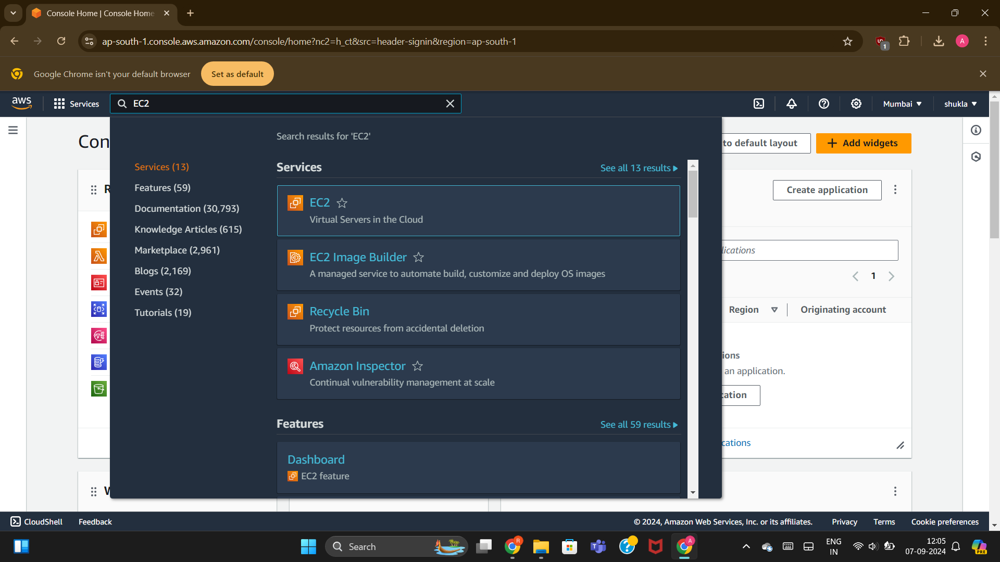 Console Home | Console Home
ap-south-1.console.aws.amazon.com/console/home?nc2=h_ct&src=header-signin&region=ap-south-1
1
A
Google Chrome isn't your default browser
Set as default
aws
Services
EC2
Mumbai
shukla
Con
to default layout
Add widgets
Search results for 'EC2'
Services (13)
Features (59)
Documentation (30,793)
Knowledge Articles (615)
Marketplace (2,961)
Blogs (2,169)
Events (32)
Tutorials (19)
Services
See all 13 results
EC2
Virtual Servers in the Cloud
EC2 Image Builder
A managed service to automate build, customize and deploy OS images
Recycle Bin
Protect resources from accidental deletion
Amazon Inspector
Continual vulnerability management at scale
Features
See all 59 results
Dashboard
EC2 feature
R
Create application
lications
1
Region
Originating account
ions
an application.
cation
cations
W
CloudShell
Feedback
© 2024, Amazon Web Services, Inc. or its affiliates.
Privacy
Terms
Cookie preferences
Search
R
A
ENG
IN
12:05
07-09-2024
PRE